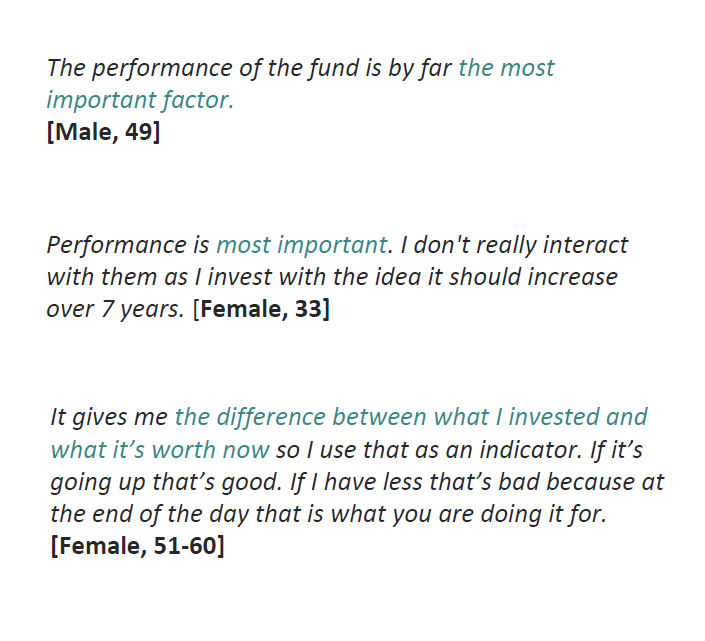 The performance of the fund is by far the most
important factor.
[Male, 49]
Performance is most important. I don't really interact
with them as I invest with the idea it should increase
over 7 years. [Female, 33]
It gives me the difference between what I invested and
what it’s worth now so I use that as an indicator. If it’s
going up that’s good. If I have less that’s bad because at
the end of the day that is what you are doing it for.
[Female, 51-60]